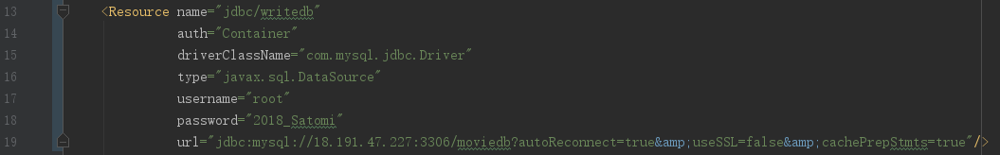 13 <Resource name="jdbc/writedb"
14 auth="Container"
15 driverClassName="com.mysql.jdbc.Driver"
16 type="javax.sql.DataSource"
17 username="root"
18 password="2018_Satomi"
19 url="jdbc:mysql://18.191.47.227:3306/moviedb?autoReconnect=true&amp;useSSL=false&amp;cachePrepStmts=true"/>